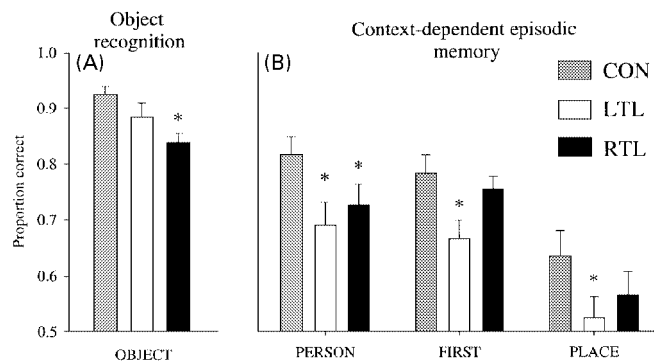 Object
recognition
Context-dependent episodic
memory
(A)
(B)
CON
LTL
RTL
Proportion correct
1.0
0.9
0.8
0.7
0.6
0.5
*
* *
*
*
OBJECT
PERSON
FIRST
PLACE